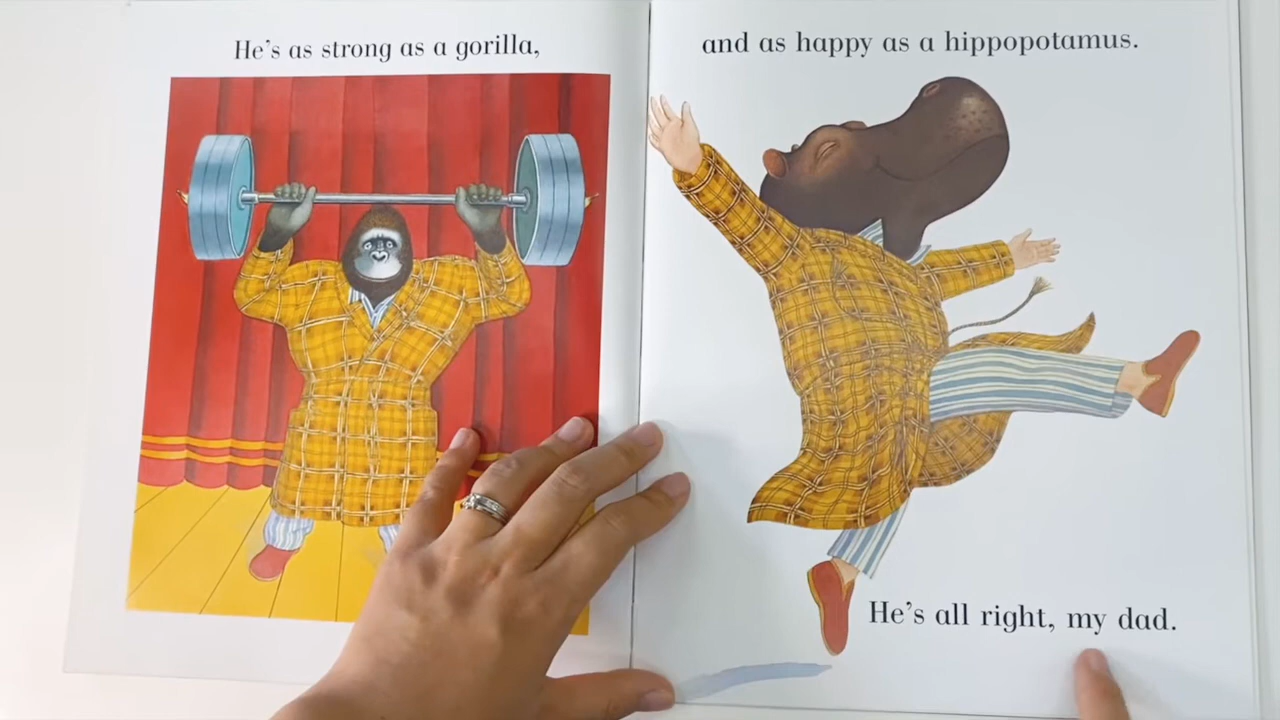 He's as strong as a gorilla,
and as happy as a hippopotamus.
He's all right, my dad.